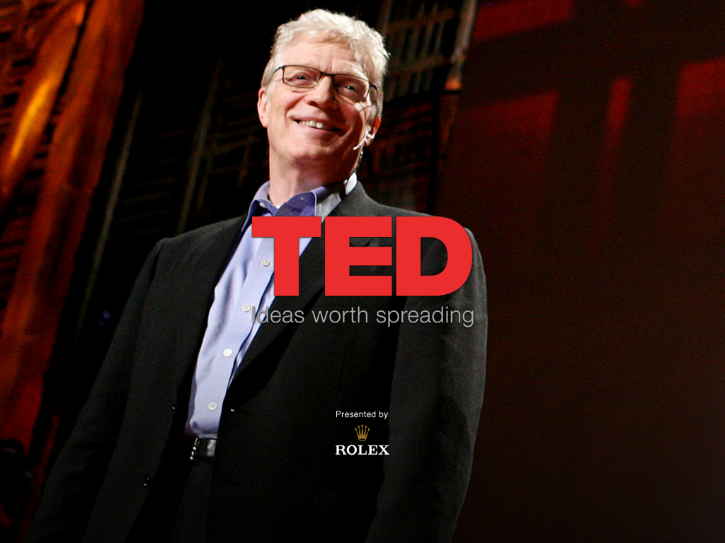 TED
Ideas worth spreading
Presented by
ROLEX